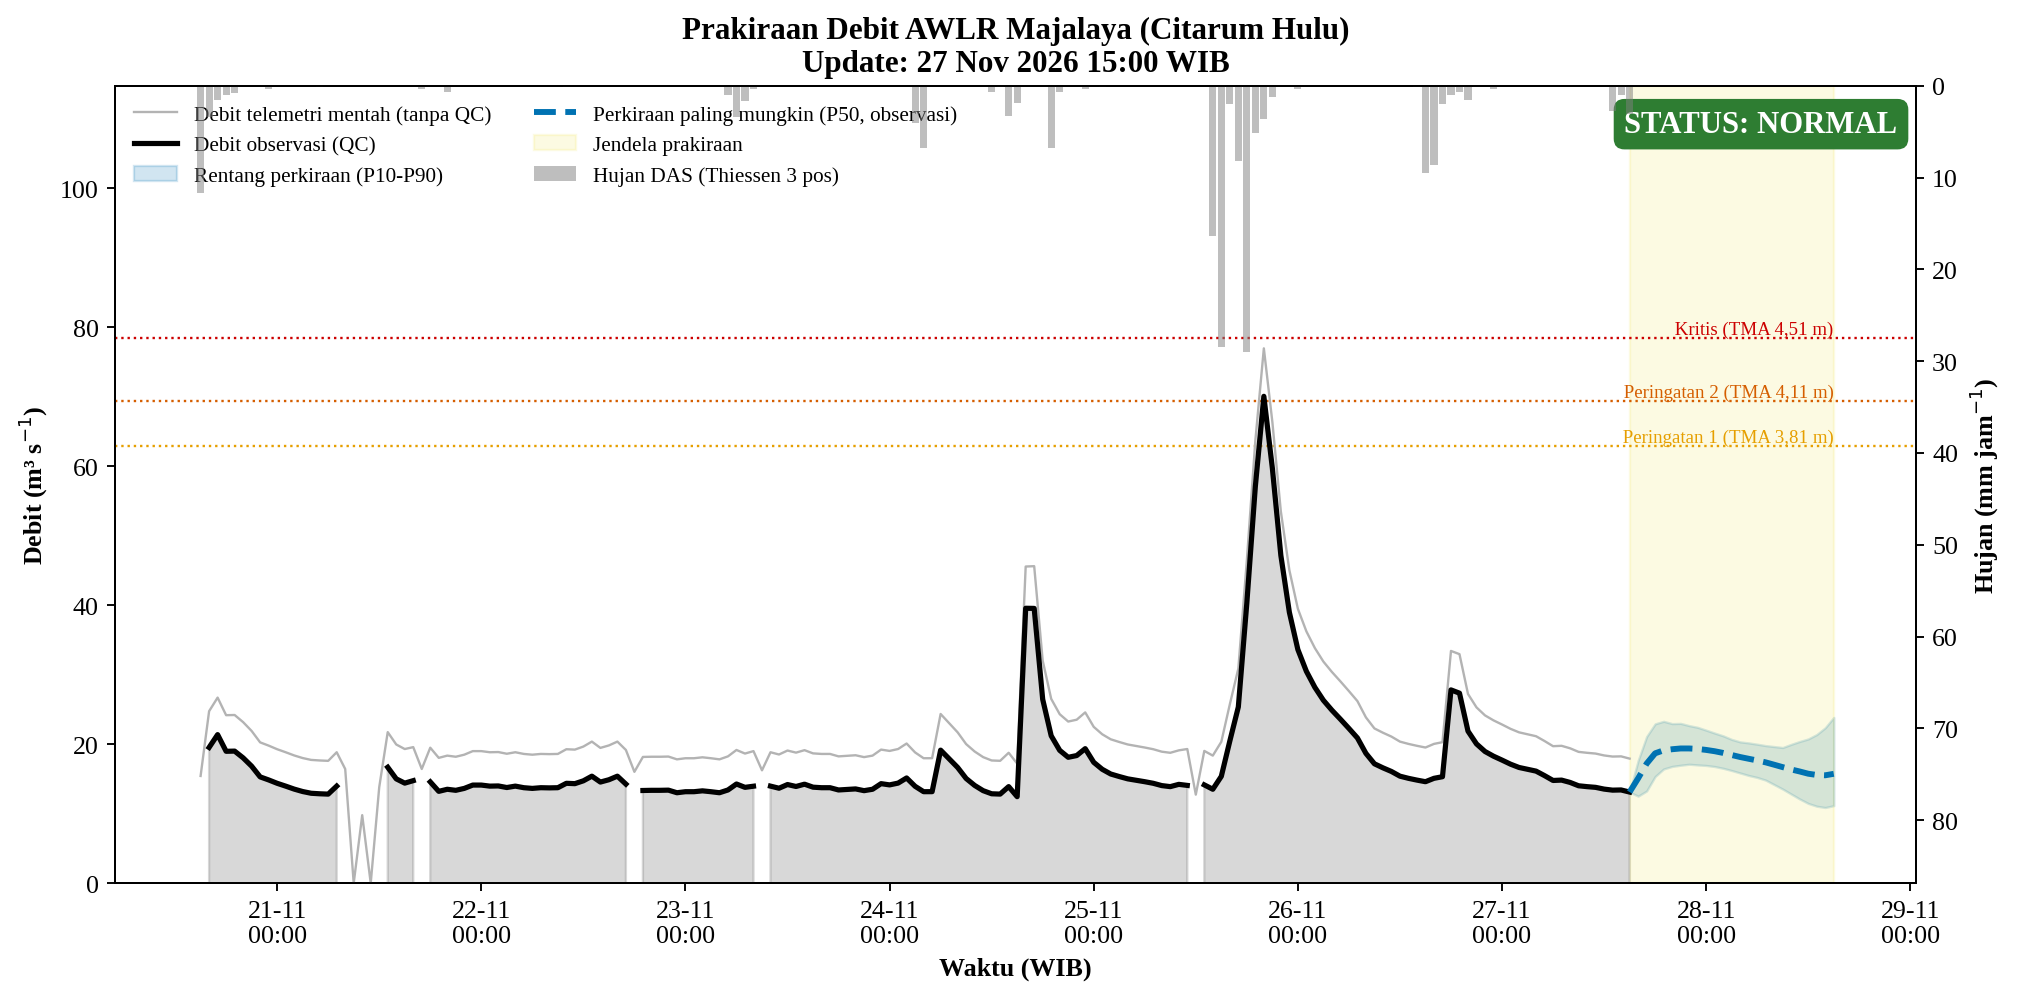 Prakiraan Debit AWLR Majalaya (Citarum Hulu)
Update: 27 Nov 2026 15:00 WIB
Debit telemetri mentah (tanpa QC)
Debit observasi (QC)
Rentang perkiraan (P10-P90)
Perkiraan paling mungkin (P50, observasi)
Jendela prakiraan
Hujan DAS (Thiessen 3 pos)
STATUS: NORMAL
Kritis (TMA 4,51 m)
Peringatan 2 (TMA 4,11 m)
Peringatan 1 (TMA 3,81 m)
Debit (m³ s⁻¹)
100
80
60
40
20
0
Hujan (mm jam⁻¹)
0
10
20
30
40
50
60
70
80
21-11
00:00
22-11
00:00
23-11
00:00
24-11
00:00
25-11
00:00
26-11
00:00
27-11
00:00
28-11
00:00
29-11
00:00
Waktu (WIB)